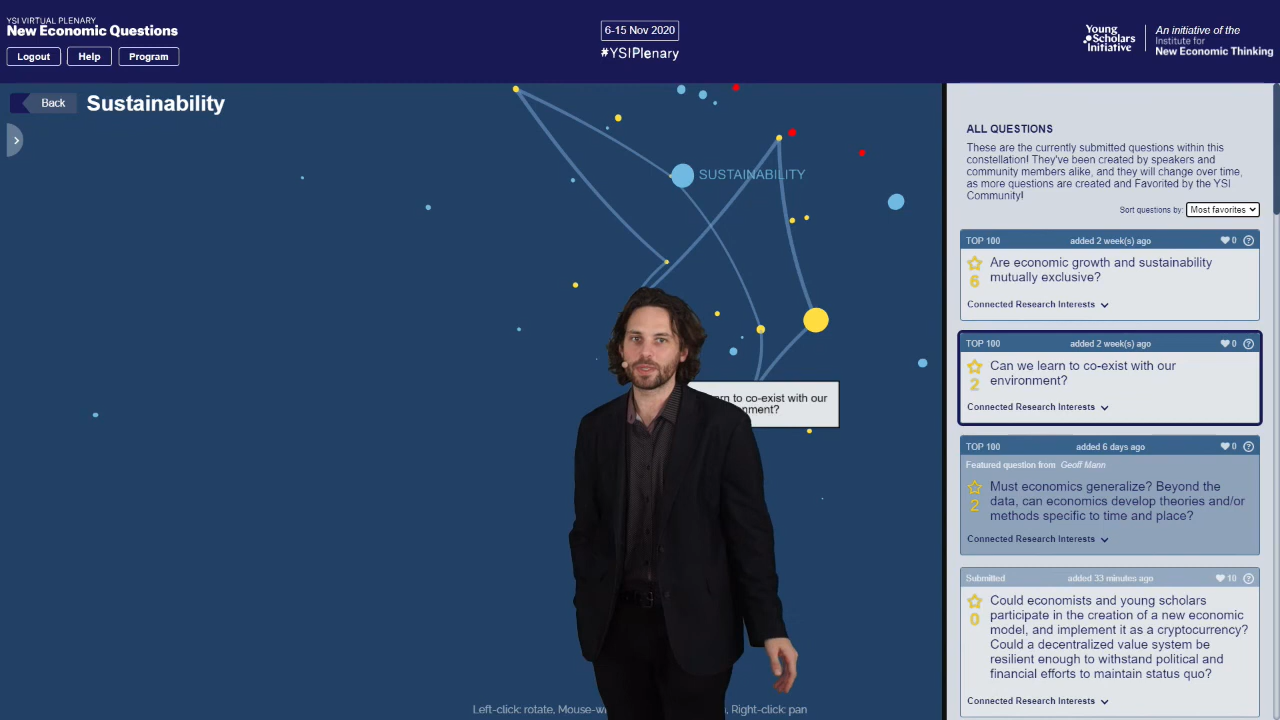 YSI VIRTUAL PLENARY
New Economic Questions
Logout
Help
Program
6-15 Nov 2020
#YSIPlenary
Young
Scholars
Initiative
An initiative of the
Institute for
New Economic Thinking
Back
Sustainability
SUSTAINABILITY
to co-exist with our
Left-click: rotate,
Right-click: pan
ALL QUESTIONS
These are the currently submitted questions within this
constellation! They've been created by speakers and
community members alike, and they will change over time,
as more questions are created and Favorited by the YSI
Community!
Sort questions by: Most favorites
TOP 100 added 2 week(s) ago 0
Are economic growth and sustainability
mutually exclusive?
6
Connected Research Interests
TOP 100 added 2 week(s) ago 0
Can we learn to co-exist with our
environment?
2
Connected Research Interests
TOP 100 added 6 days ago 0
Featured question from Geoff Mann
Must economics generalize? Beyond the
data, can economics develop theories and/or
2
methods specific to time and place?
Connected Research Interests
Submitted added 33 minutes ago 10
Could economists and young scholars
participate in the creation of a new economic
0
model, and implement it as a cryptocurrency?
Could a decentralized value system be
resilient enough to withstand political and
financial efforts to maintain status quo?
Connected Research Interests